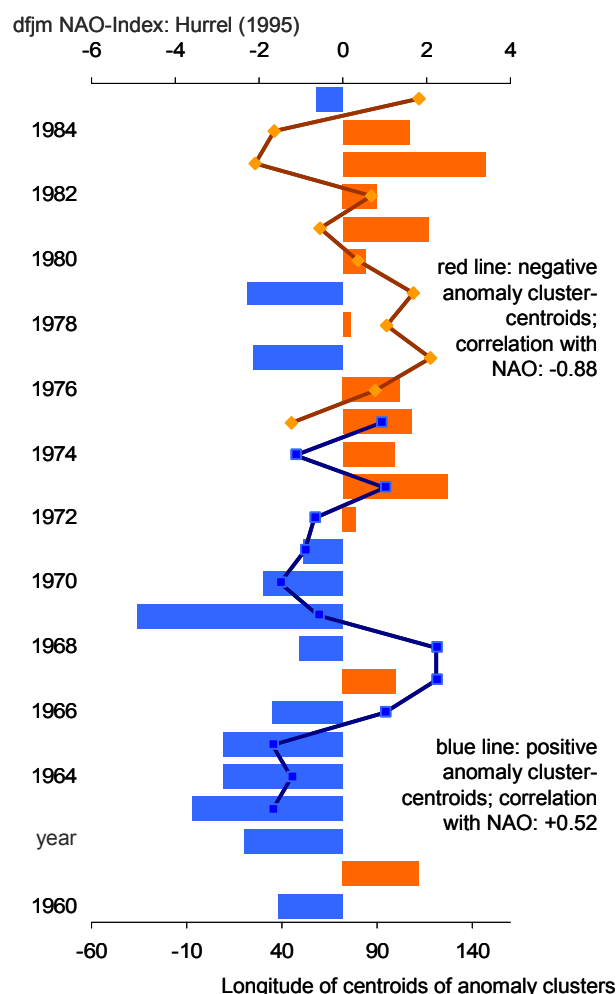 dfjm NAO-Index: Hurrel (1995)
-6 -4 -2 0 2 4
1984
1982
1980
red line: negative
anomaly cluster-
centroids;
correlation with
NAO: -0.88
1978
1976
1974
1972
1970
1968
1966
blue line: positive
anomaly cluster-
centroids; correlation
with NAO: +0.52
1964
year
1960
-60 -10 40 90 140
Longitude of centroids of anomaly clusters